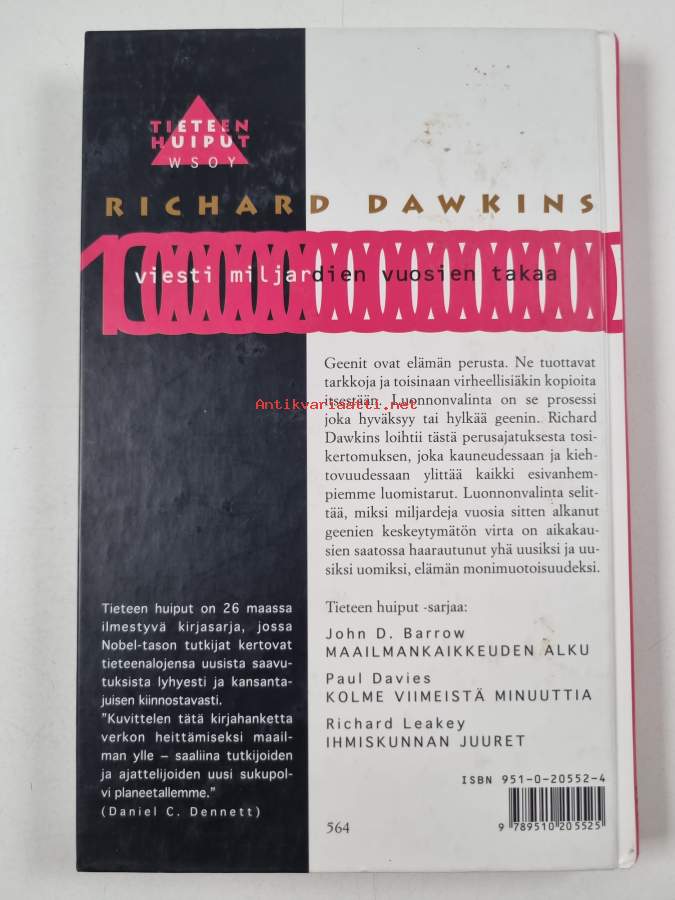 TIETEEN
HUIPUT
WSOY
RICHARD DAWKINS
viesti miljardien vuosien takaa
Geenit ovat elämän perusta. Ne tuottavat
tarkkoja ja toisinaan virheellisiäkin kopioita
itsestään. Luonnonvalinta on se prosessi
Antikvariaatti.net
joka hyväksyy tai hylkää geenin. Richard
Dawkins loihtii tästä perusajatuksesta tosi-
kertomuksen, joka kauneudessaan ja kieh-
tovuudessaan ylittää kaikki esivanhem-
piemme luomistarut. Luonnonvalinta selit-
tää, miksi miljardeja vuosia sitten alkanut
geenien keskeytymätön virta on aikakau-
sien saatossa haarautunut yhä uusiksi ja uu-
siksi uomiksi, elämän monimuotoisuudeksi.
Tieteen huiput on 26 maassa
ilmestyvä kirjasarja, jossa
Nobel-tason tutkijat kertovat
tieteenalojensa uusista saavu-
tuksista lyhyesti ja kansanta-
juisen kiinnostavasti.
"Kuvittelen tätä kirjahanketta
verkon heittämiseksi maail-
man ylle – saaliina tutkijoiden
ja ajattelijoiden uusi sukupol-
vi planeetallemme."
(Daniel C. Dennett)
Tieteen huiput -sarjaa:
John D. Barrow
MAAILMANKAIKKEUDEN ALKU
Paul Davies
KOLME VIIMEISTÄ MINUUTTIA
Richard Leakey
IHMISKUNNAN JUURET
ISBN 951-0-20552-4
564
9 789510 205525